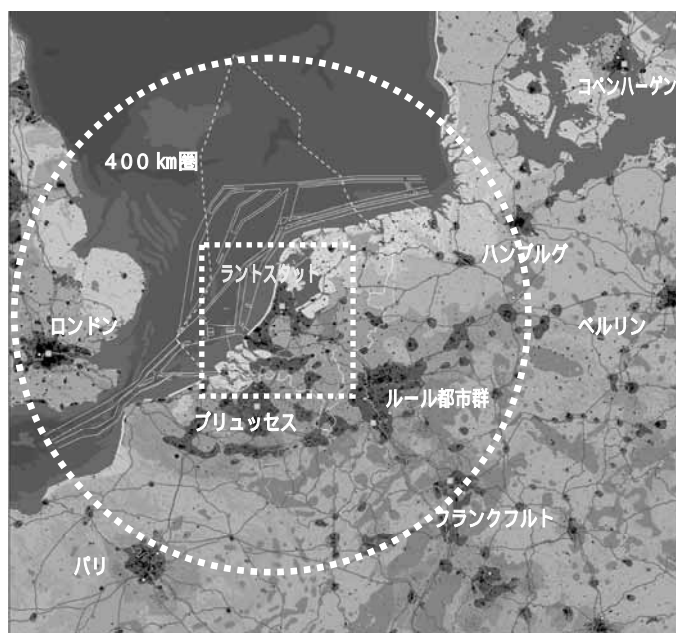 コペンハーゲン
400㎞圏
ハンブルグ
ラントスタット
ロンドン
ベルリン
ルール都市群
ブリュッセス
フランクフルト
パリ